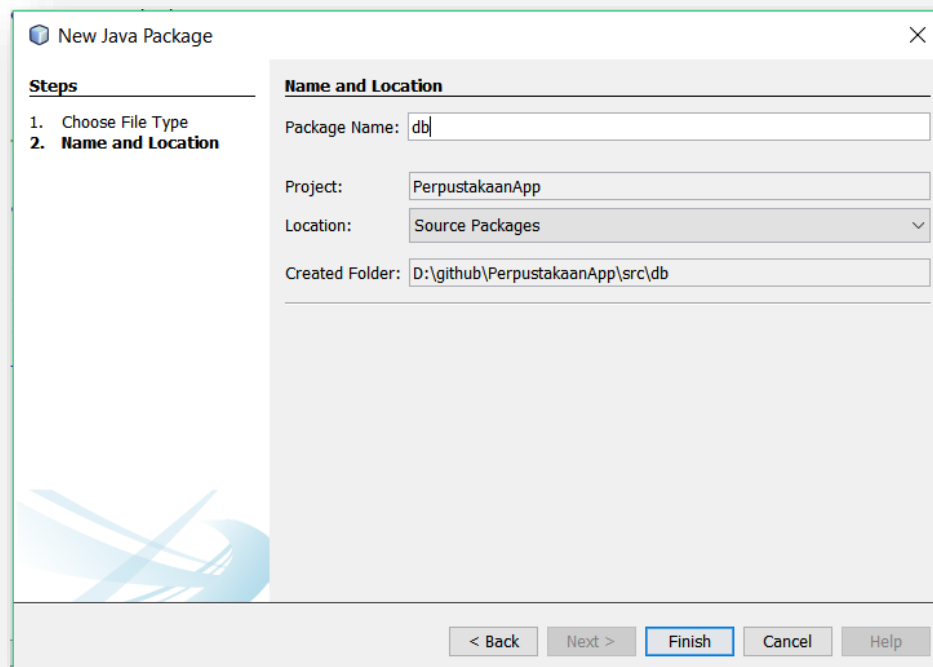 New Java Package
Steps
1. Choose File Type
2. Name and Location
Name and Location
Package Name: db
Project: PerpustakaanApp
Location: Source Packages
Created Folder: D:\github\PerpustakaanApp\src\db
< Back Next > Finish Cancel Help